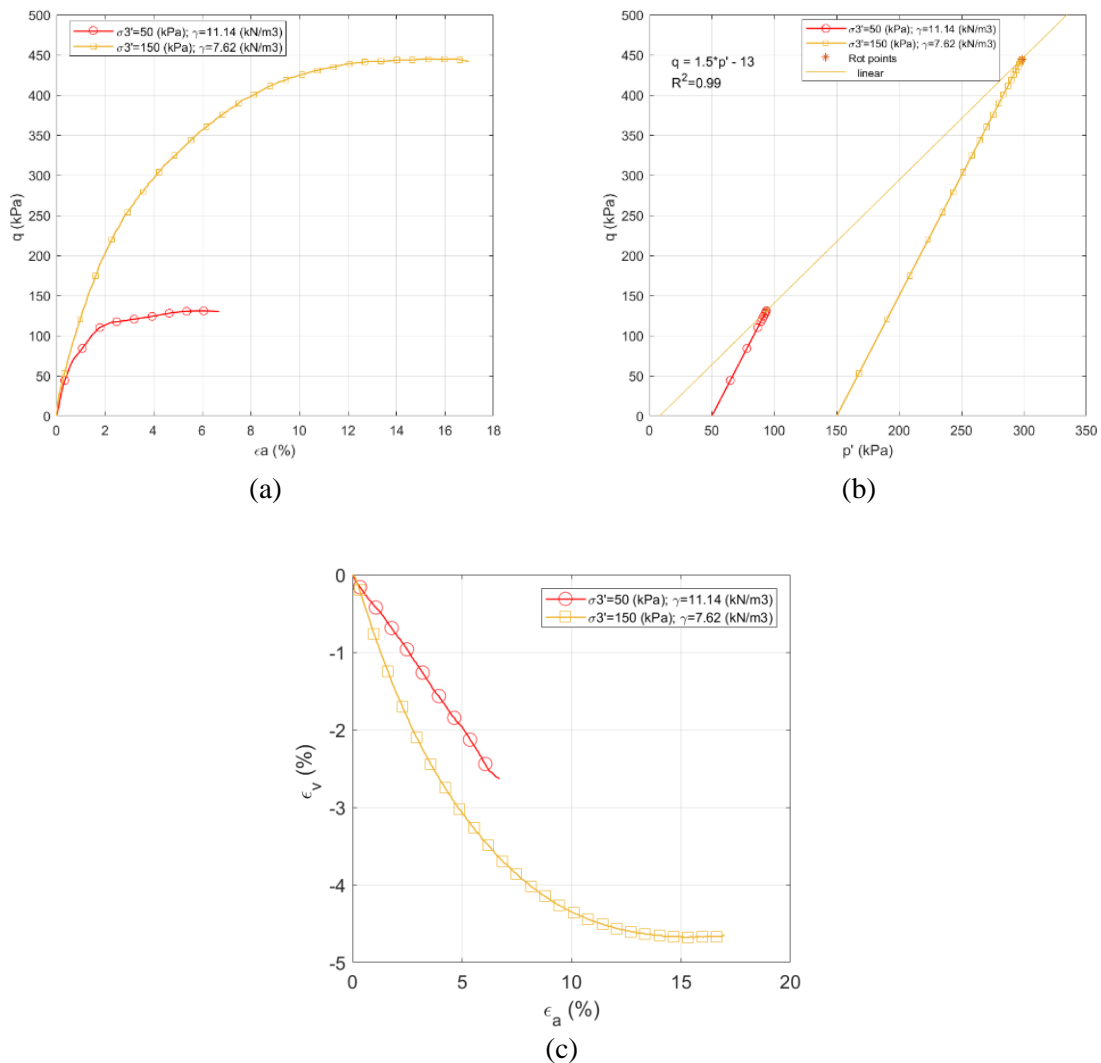 σ3'=50 (kPa); γ=11.14 (kN/m3)
σ3'=150 (kPa); γ=7.62 (kN/m3)
500
450
400
350
300
250
200
150
100
50
0
q (kPa)
0 2 4 6 8 10 12 14 16 18
ϵa (%)
(a)
σ3'=50 (kPa); γ=11.14 (kN/m3)
σ3'=150 (kPa); γ=7.62 (kN/m3)
Rot points
linear
q = 1.5*p' - 13
R²=0.99
500
450
400
350
300
250
200
150
100
50
0
q (kPa)
0 50 100 150 200 250 300 350
p' (kPa)
(b)
σ3'=50 (kPa); γ=11.14 (kN/m3)
σ3'=150 (kPa); γ=7.62 (kN/m3)
0
-1
-2
-3
-4
-5
ϵv (%)
0 5 10 15 20
ϵa (%)
(c)